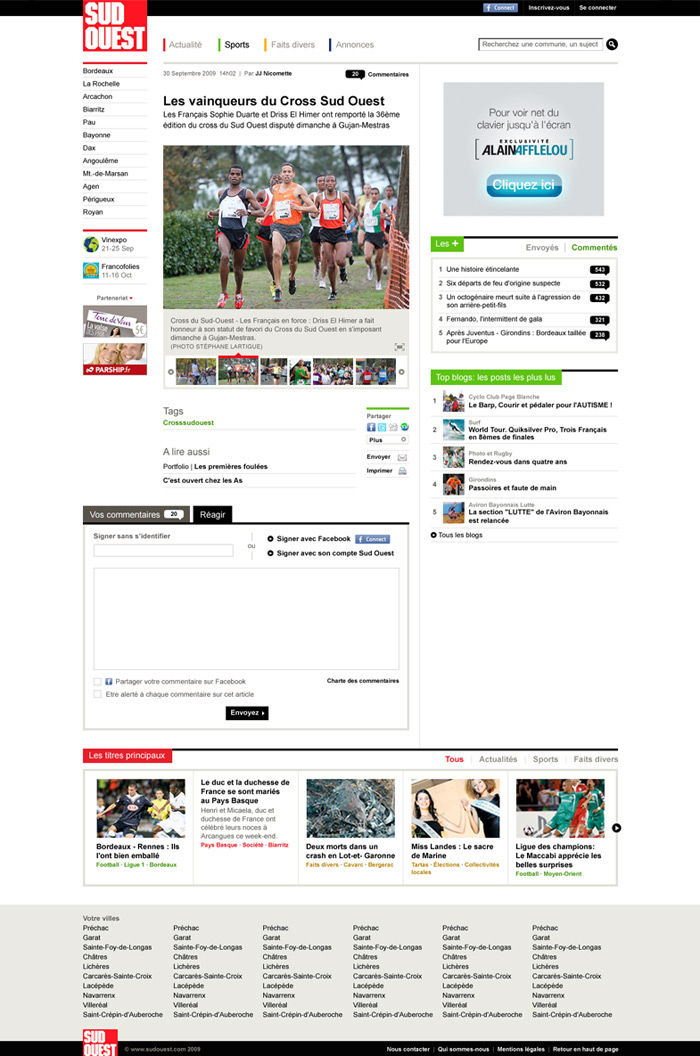 SUD
OUEST
Connect
Inscrivez-vous
Se connecter
Actualité
Sports
Faits divers
Annonces
Recherchez une commune, un suject
Bordeaux
La Rochelle
Arcachon
Biarritz
Pau
Bayonne
Dax
Angoulême
Mt.-de-Marsan
Agen
Périgueux
Royan
Vinexpo
21-25 Sep
Francofolies
11-16 Oct
Partenariat
5€
PARSHIP.fr
30 Septembre 2009 14h02 | Par JJ Nicomette
20 Commentaires
Les vainqueurs du Cross Sud Ouest
Les Français Sophie Duarte et Driss El Himer ont remporté la 36ème
édition du cross du Sud Ouest disputé dimanche à Gujan-Mestras
Cross du Sud-Ouest - Les Français en force : Driss El Himer a fait
honneur à son statut de favori du Cross du Sud Ouest en s'imposant
dimanche à Gujan-Mestras.
(PHOTO STÉPHANE LARTIGUE)
Tags
Crosssudouest
A lire aussi
Portfolio | Les premières foulées
C'est ouvert chez les As
Partager
Plus
Envoyer
Imprimer
Pour voir net du
clavier jusqu'à l'écran
EXCLUSIVITÉ
ALAIN AFFLELOU
Cliquez ici
Les +
Envoyés
Commentés
1 Une histoire étincelante 543
2 Six départs de feu d'origine suspecte 532
3 Un octogénaire meurt suite à l'agression de 432
son arrière-petit-fils
4 Fernando, l'intermittent de gala 321
5 Après Juventus - Girondins : Bordeaux taillée 238
pour l'Europe
Top blogs: les posts les plus lus
Cyclo Club Page Blanche
1 Le Barp, Courir et pédaler pour l'AUTISME !
Surf
2 World Tour. Quiksilver Pro, Trois Français
en 8èmes de finales
Photo et Rugby
3 Rendez-vous dans quatre ans
Girondins
4 Passoires et faute de main
Aviron Bayonnais Lutte
5 La section "LUTTE" de l'Aviron Bayonnais
est relancée
Tous les blogs
Vos commentaires 20
Réagir
Signer sans s'identifier
ou
Signer avec Facebook
Connect
Signer avec son compte Sud Ouest
Partager votre commentaire sur Facebook
Charte des commentaires
Etre alerté à chaque commentaire sur cet article
Envoyez
Les titres principaux
Tous
Actualités
Sports
Faits divers
Bordeaux - Rennes : Ils
l'ont bien emballé
Football · Ligue 1 · Bordeaux
Le duc et la duchesse de
France se sont mariés
au Pays Basque
Henri et Micaela, duc et
duchesse de France ont
célébré leurs noces à
Arcangues ce week-end.
Pays Basque · Société · Biarritz
Deux morts dans un
crash en Lot-et- Garonne
Faits divers · Cavarc · Bergerac
Miss Landes : Le sacre
de Marine
Tartas · Élections · Collectivités
locales
Ligue des champions:
Le Maccabi apprécie les
belles surprises
Football · Moyen-Orient
Votre villes
Préchac Préchac Préchac Préchac Préchac Préchac
Garat Garat Garat Garat Garat Garat
Sainte-Foy-de-Longas Sainte-Foy-de-Longas Sainte-Foy-de-Longas Sainte-Foy-de-Longas Sainte-Foy-de-Longas Sainte-Foy-de-Longas
Châtres Châtres Châtres Châtres Châtres Châtres
Lichères Lichères Lichères Lichères Lichères Lichères
Carcarès-Sainte-Croix Carcarès-Sainte-Croix Carcarès-Sainte-Croix Carcarès-Sainte-Croix Carcarès-Sainte-Croix Carcarès-Sainte-Croix
Lacépède Lacépède Lacépède Lacépède Lacépède Lacépède
Navarrenx Navarrenx Navarrenx Navarrenx Navarrenx Navarrenx
Villeréal Villeréal Villeréal Villeréal Villeréal Villeréal
Saint-Crépin-d'Auberoche Saint-Crépin-d'Auberoche Saint-Crépin-d'Auberoche Saint-Crépin-d'Auberoche Saint-Crépin-d'Auberoche Saint-Crépin-d'Auberoche
SUD
OUEST
© www.sudouest.com 2009
Nous contacter | Qui sommes-nous | Mentions légales | Retour en haut de page